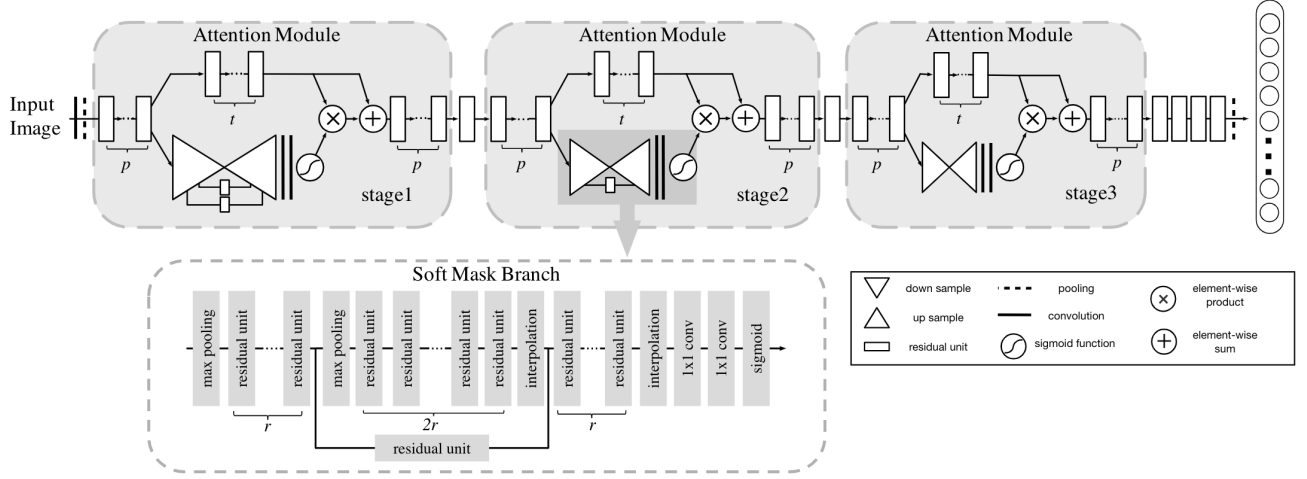 Attention Module
Attention Module
Attention Module
Input
Image
t
t
t
p
p
p
p
p
p
stage1
stage2
stage3
Soft Mask Branch
max pooling
residual unit
residual unit
max pooling
residual unit
residual unit
residual unit
residual unit
interpolation
residual unit
residual unit
interpolation
1x1 conv
1x1 conv
sigmoid
r
2r
r
residual unit
down sample
pooling
element-wise
product
up sample
convolution
residual unit
sigmoid function
element-wise
sum